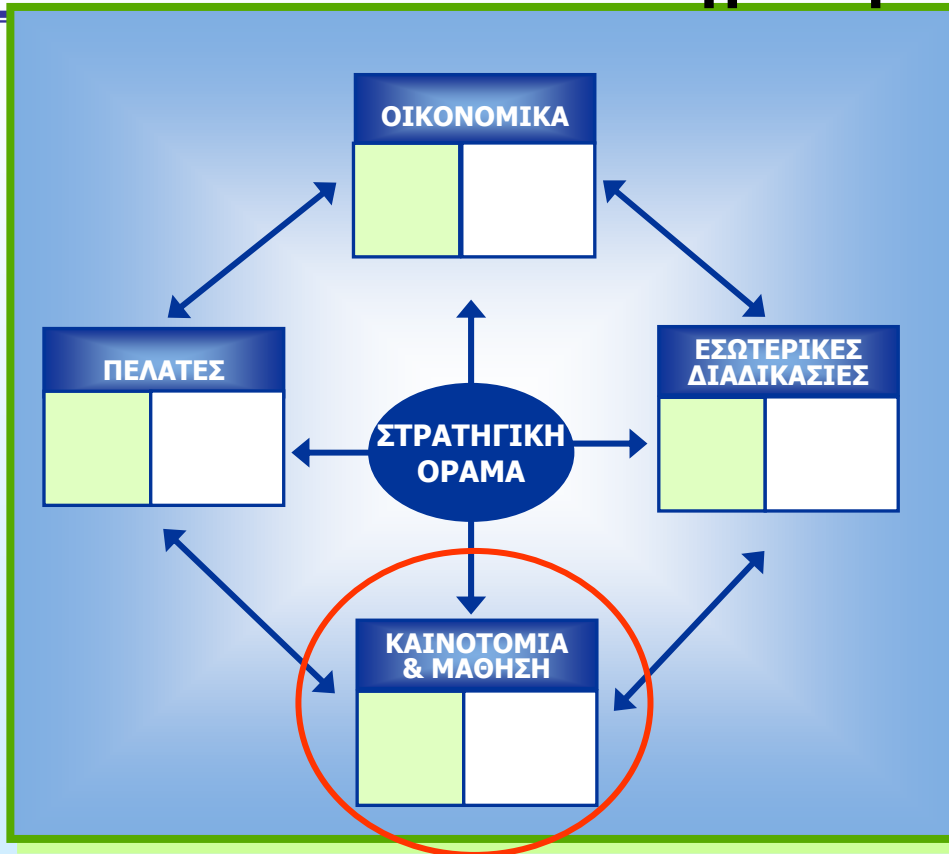 ΟΙΚΟΝΟΜΙΚΑ
ΠΕΛΑΤΕΣ
ΕΣΩΤΕΡΙΚΕΣ
ΔΙΑΔΙΚΑΣΙΕΣ
ΣΤΡΑΤΗΓΙΚΗ
ΟΡΑΜΑ
ΚΑΙΝΟΤΟΜΙΑ
& ΜΑΘΗΣΗ